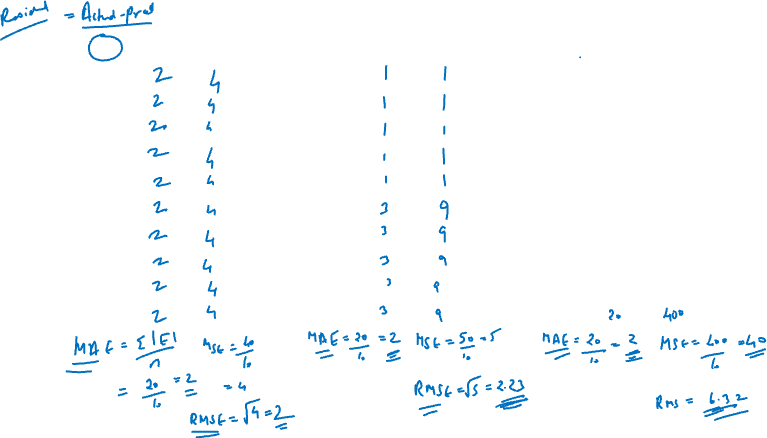 Residual = Actual-pred
2 4 1 1
2 4 1 1
20 4 1 1
2 4 1 1
2 4 1 1
2 4 3 9
2 4 3 9
2 4 3 9
2 4 3 9
2 4 3 9
20 400
MAE = Σ|E| / n MSE = 40/10 MAE = 20/10 = 2 MSE = 50/10 = 5 MAE = 20/10 = 2 MSE = 400/10 = 40
= 20/10 = 2 = 4 RMSE = √5 = 2.23 RMS = 6.32
RMSE = √4 = 2